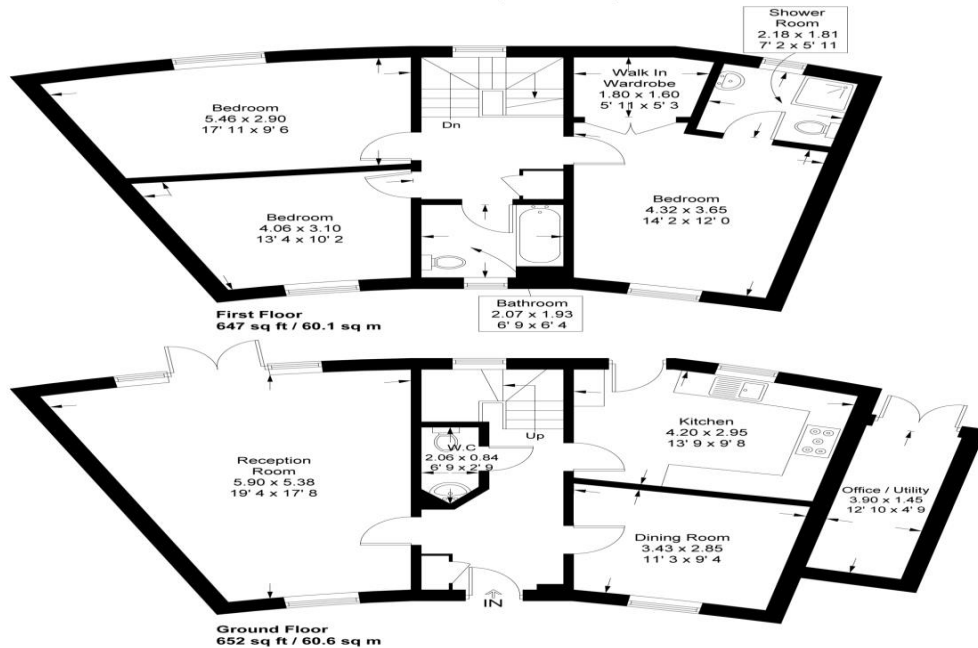 Shower
Room
2.18 x 1.81
7' 2 x 5' 11
Walk In
Wardrobe
1.80 x 1.60
5' 11 x 5' 3
Bedroom
5.46 x 2.90
17' 11 x 9' 6
Dn
Bedroom
4.32 x 3.65
14' 2 x 12' 0
Bedroom
4.06 x 3.10
13' 4 x 10' 2
Bathroom
2.07 x 1.93
6' 9 x 6' 4
First Floor
647 sq ft / 60.1 sq m
Kitchen
4.20 x 2.95
13' 9 x 9' 8
Up
W.C
2.06 x 0.84
6' 9 x 2' 9
Reception
Room
5.90 x 5.38
19' 4 x 17' 8
Office / Utility
3.90 x 1.45
12' 10 x 4' 9
Dining Room
3.43 x 2.85
11' 3 x 9' 4
IN
Ground Floor
652 sq ft / 60.6 sq m